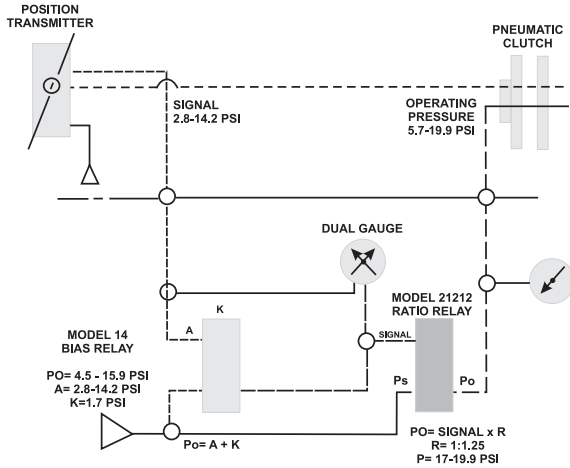 POSITION
TRANSMITTER
PNEUMATIC
CLUTCH
SIGNAL
2.8-14.2 PSI
OPERATING
PRESSURE
5.7-19.9 PSI
DUAL GAUGE
MODEL 21212
RATIO RELAY
K
A
SIGNAL
MODEL 14
BIAS RELAY
PO= 4.5 - 15.9 PSI
A= 2.8-14.2 PSI
K=1.7 PSI
Ps
Po
Po= A + K
PO= SIGNAL x R
R= 1:1.25
P= 17-19.9 PSI